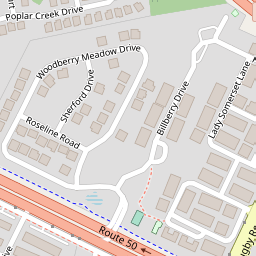 Poplar Creek Drive
Woodberry Meadow Drive
Sherford Drive
Billberry Drive
Lady Somerset Lane
Roseline Road
Route 50